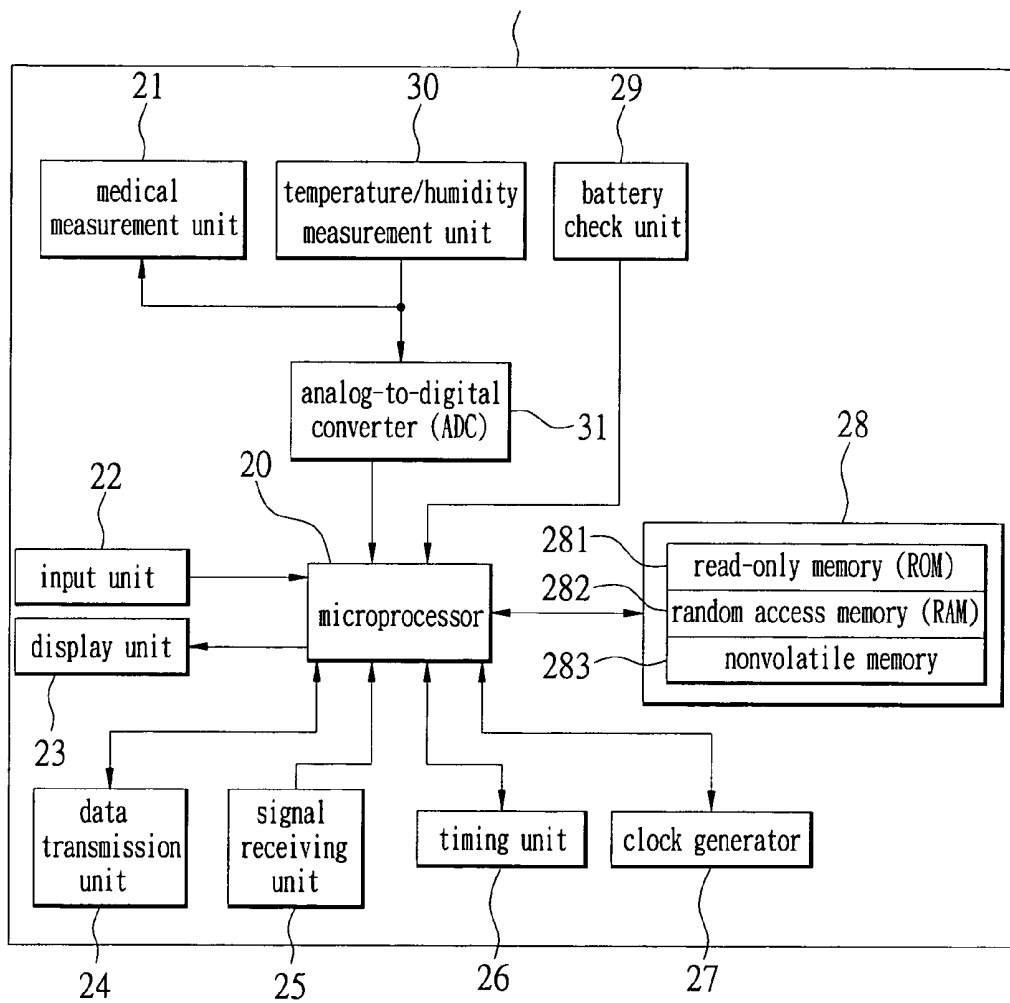 21
30
29
medical
measurement unit
temperature/humidity
measurement unit
battery
check unit
analog-to-digital
converter (ADC)
31
20
28
22
input unit
281
read-only memory (ROM)
microprocessor
282
random access memory (RAM)
display unit
283
nonvolatile memory
23
data
transmission
unit
signal
receiving
unit
timing unit
clock generator
24
25
26
27